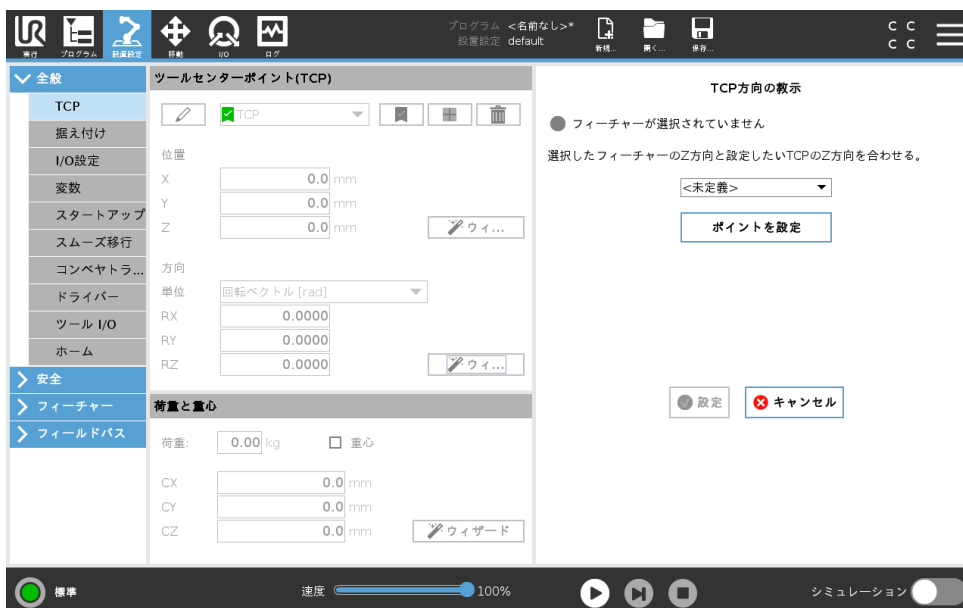 UR
実行
プログラム
設置設定
移動
I/O
ログ
プログラム <名前なし>*
設置設定 default
新規...
開く...
保存...
C C
C C
全般
TCP
据え付け
I/O設定
変数
スタートアップ
スムーズ移行
コンベヤトラ...
ドライバー
ツール I/O
ホーム
安全
フィーチャー
フィールドバス
ツールセンターポイント(TCP)
TCP
位置
X 0.0 mm
Y 0.0 mm
Z 0.0 mm
ウィ...
方向
単位 回転ベクトル [rad]
RX 0.0000
RY 0.0000
RZ 0.0000
ウィ...
荷重と重心
荷重: 0.00 kg 重心
CX 0.0 mm
CY 0.0 mm
CZ 0.0 mm
ウィザード
TCP方向の教示
フィーチャーが選択されていません
選択したフィーチャーのZ方向と設定したいTCPのZ方向を合わせる。
<未定義>
ポイントを設定
設定
キャンセル
標準
速度 100%
シミュレーション